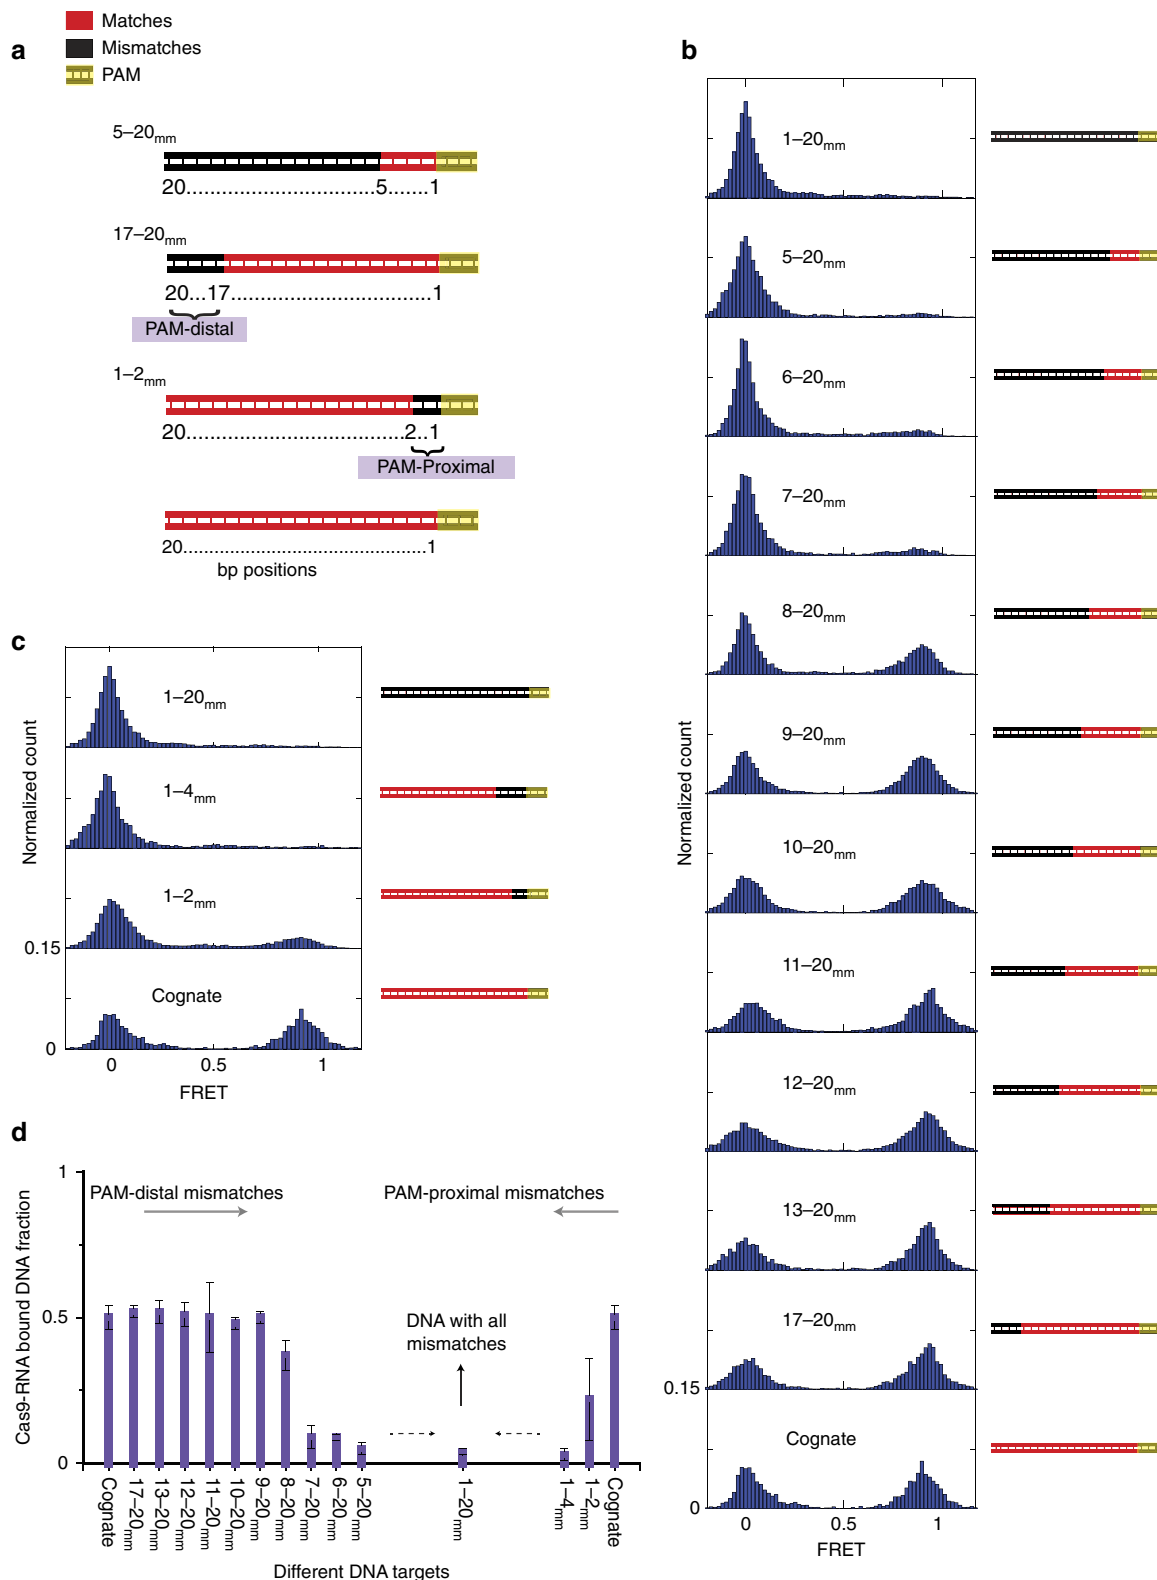 Matches
Mismatches
PAM
a
5–20mm
20....................................5.......1
17–20mm
20...17....................................1
PAM-distal
1–2mm
20........................................2..1
PAM-Proximal
20.............................................1
bp positions
b
1–20mm
5–20mm
6–20mm
7–20mm
8–20mm
9–20mm
10–20mm
11–20mm
12–20mm
13–20mm
17–20mm
0.15
Cognate
0
0
0.5
1
FRET
Normalized count
c
1–20mm
1–4mm
1–2mm
0.15
Cognate
0
0
0.5
1
FRET
Normalized count
d
1
PAM-distal mismatches
PAM-proximal mismatches
0.5
DNA with all
mismatches
0
Cas9-RNA bound DNA fraction
Cognate
17–20mm
13–20mm
12–20mm
11–20mm
10–20mm
9–20mm
8–20mm
7–20mm
6–20mm
5–20mm
1–20mm
1–4mm
1–2mm
Cognate
Different DNA targets